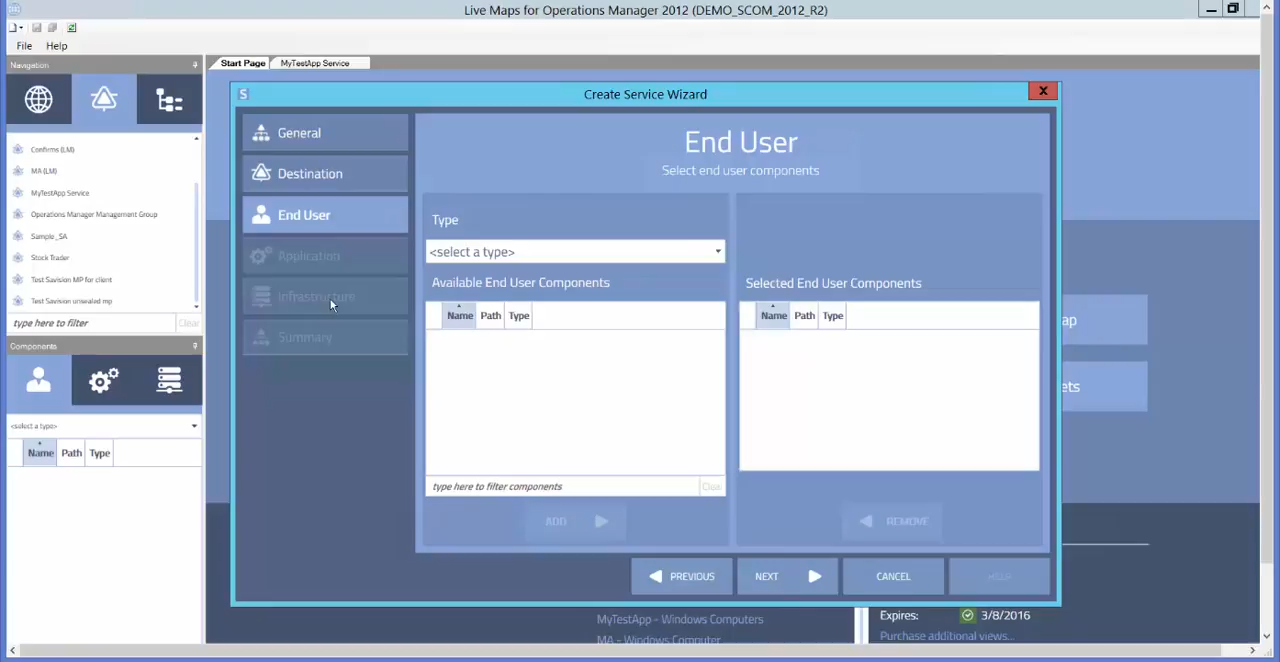 Live Maps for Operations Manager 2012 (DEMO_SCOM_2012_R2)
File Help
Navigation
Start Page
MyTestApp Service
Confirms (LM)
MA (LM)
MyTestApp Service
Operations Manager Management Group
Sample_SA
Stock Trader
Test Savision MP for client
Test Savision unsealed mp
type here to filter
Clear
Components
<select a type>
Name Path Type
S
Create Service Wizard
X
General
Destination
End User
Application
Infrastructure
Summary
End User
Select end user components
Type
<select a type>
Available End User Components
Name Path Type
type here to filter components
Clear
ADD
Selected End User Components
Name Path Type
REMOVE
PREVIOUS
NEXT
CANCEL
ap
ets
MyTestApp - Windows Computers
MA - Windows Computer
Expires:
3/8/2016
Purchase additional views...